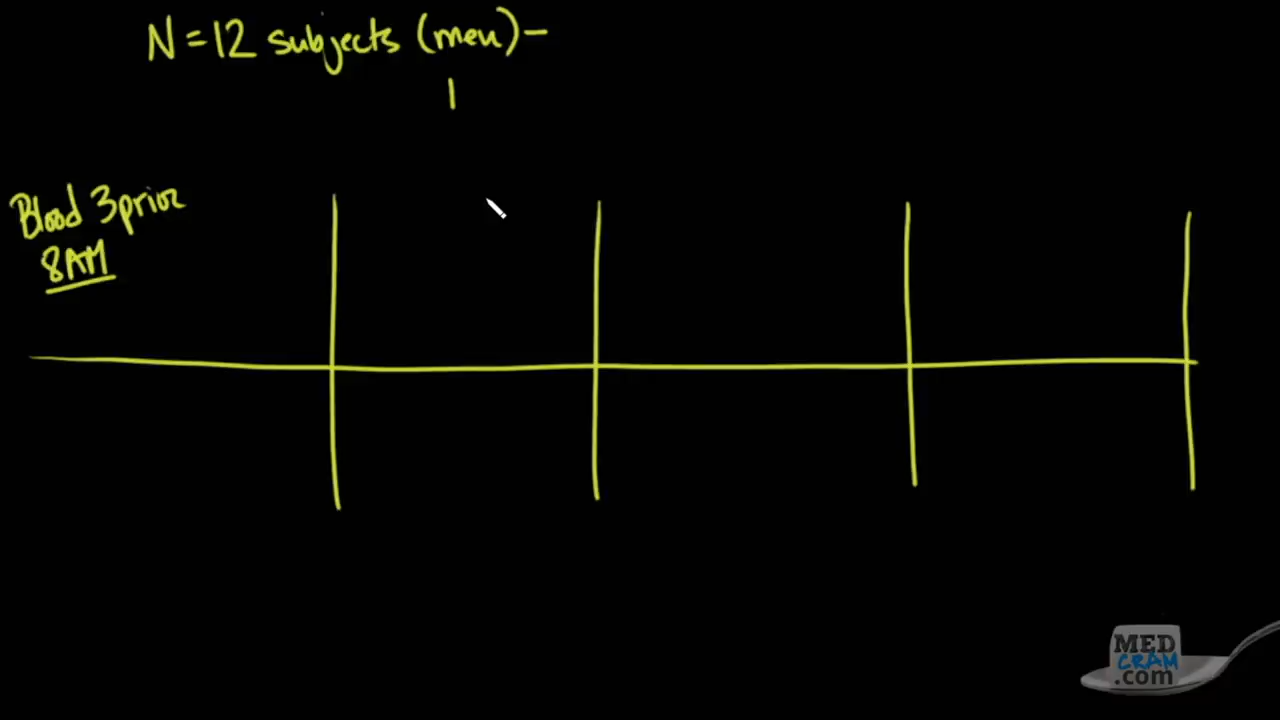 N=12 subjects (men)-
1
Blood 3prior
8AM
MED
CRAM
.com